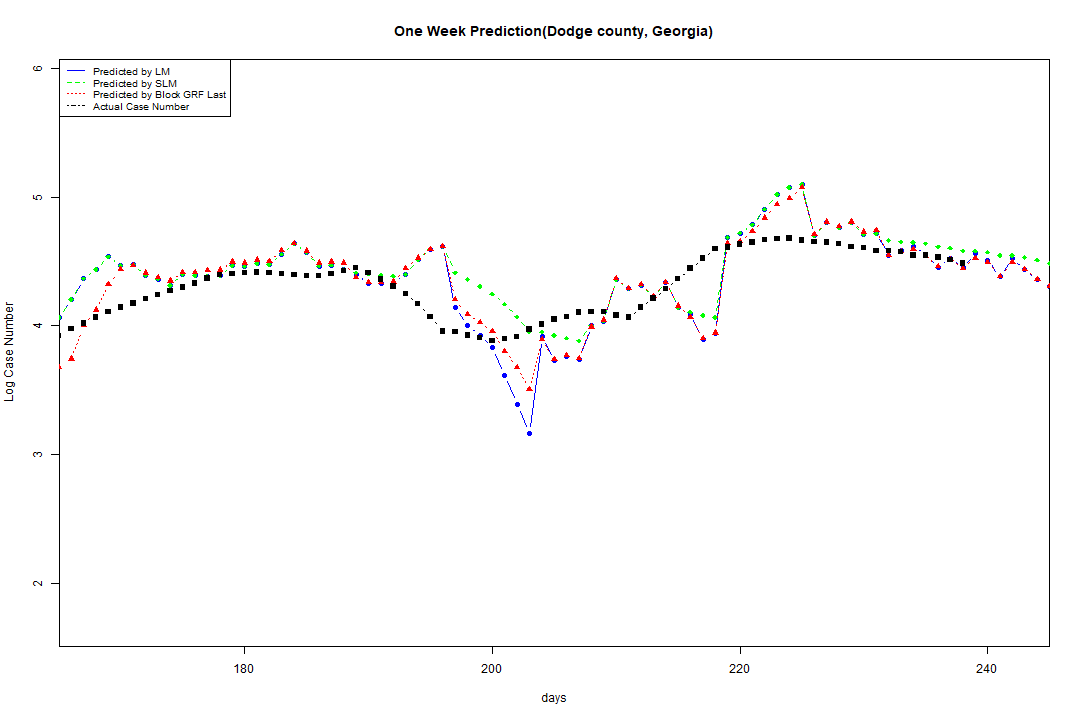 One Week Prediction(Dodge county, Georgia)
Predicted by LM
Predicted by SLM
Predicted by Block GRF Last
Actual Case Number
6
5
4
3
2
Log Case Number
180 200 220 240
days